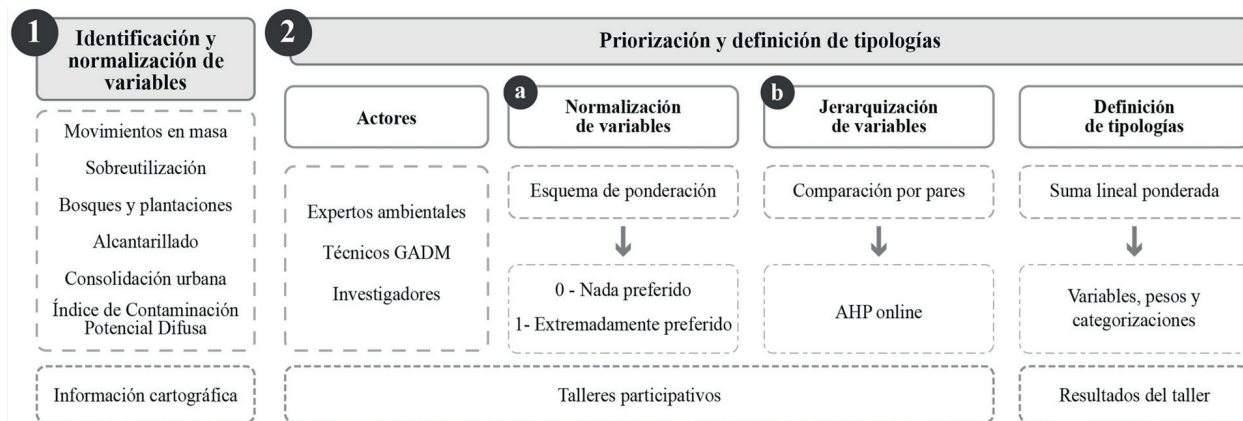 1
Identificación y
normalización de
variables
Movimientos en masa
Sobreutilización
Bosques y plantaciones
Alcantarillado
Consolidación urbana
Índice de Contaminación
Potencial Difusa
Información cartográfica
2
Priorización y definición de tipologías
Actores
Expertos ambientales
Técnicos GADM
Investigadores
a
Normalización
de variables
Esquema de ponderación
0 - Nada preferido
1- Extremadamente preferido
b
Jerarquización
de variables
Comparación por pares
AHP online
Talleres participativos
Definición
de tipologías
Suma lineal ponderada
Variables, pesos y
categorizaciones
Resultados del taller